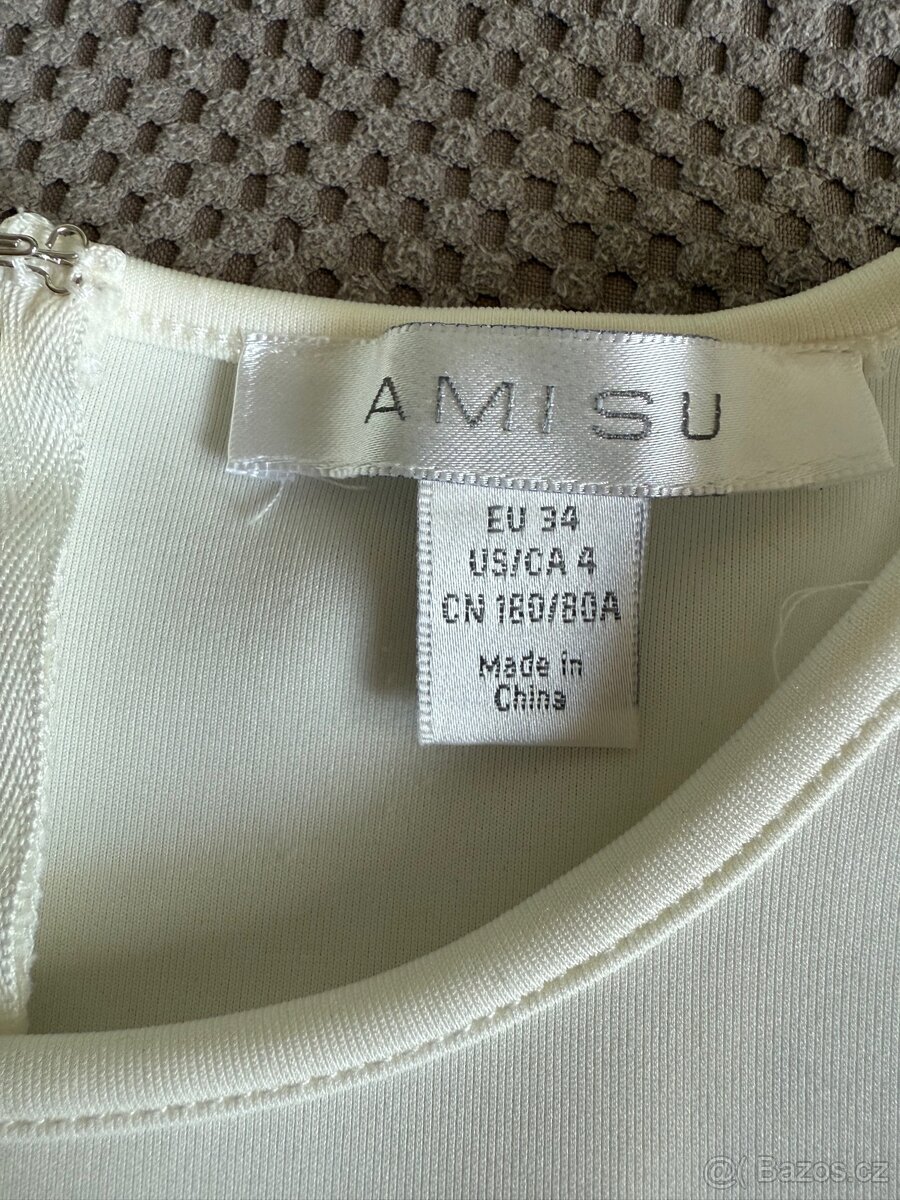 AMISU
EU 34
US/CA 4
CN 160/80A
Made in
China
@ Bazos.cz